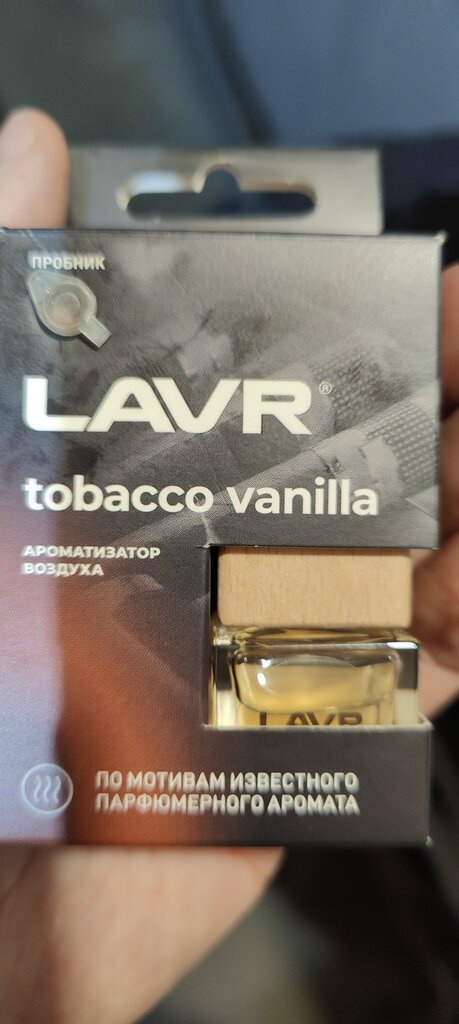 ПРОБНИК
LAVR®
tobacco vanilla
АРОМАТИЗАТОР
ВОЗДУХА
LAVR
ПО МОТИВАМ ИЗВЕСТНОГО
ПАРФЮМЕРНОГО АРОМАТА